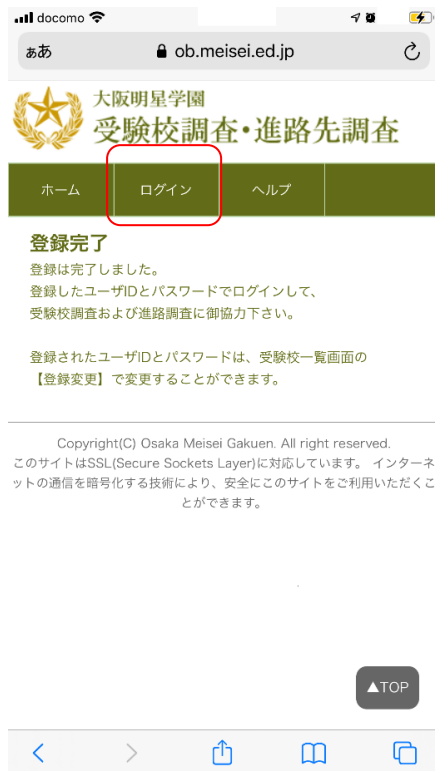 docomo
ぁあ
ob.meisei.ed.jp
大阪明星学園
受験校調査・進路先調査
ホーム
ログイン
ヘルプ
登録完了
登録は完了しました。
登録したユーザIDとパスワードでログインして、
受験校調査および進路調査に御協力下さい。
登録されたユーザIDとパスワードは、受験校一覧画面の
【登録変更】で変更することができます。
Copyright(C) Osaka Meisei Gakuen. All right reserved.
このサイトはSSL(Secure Sockets Layer)に対応しています。 インターネ
ットの通信を暗号化する技術により、安全にこのサイトをご利用いただくこ
とができます。
▲TOP